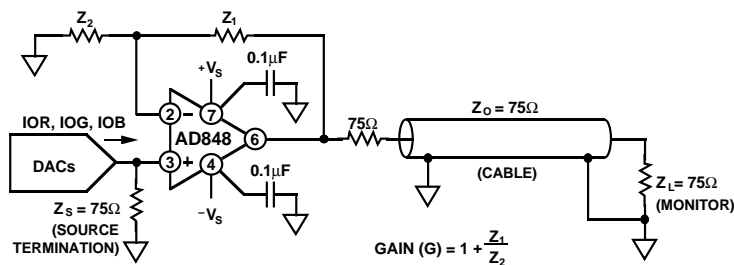 Z2
Z1
0.1µF
+VS
IOR, IOG, IOB
2
–
7
AD848
6
75Ω
ZO = 75Ω
DACs
3
+
4
0.1µF
(CABLE)
ZL= 75Ω
(MONITOR)
ZS = 75Ω
(SOURCE
TERMINATION)
–VS
GAIN (G) = 1 + Z1/Z2